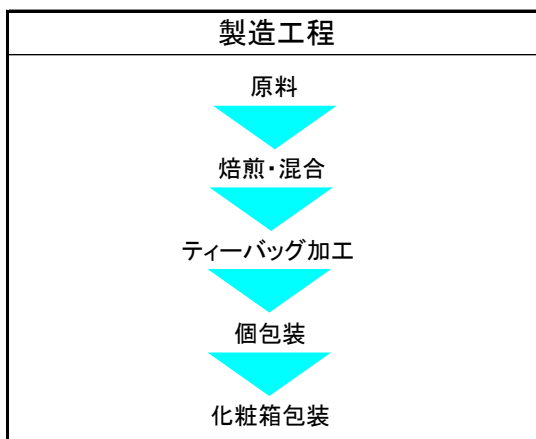 製造工程
原料
焙煎・混合
ティーバッグ加工
個包装
化粧箱包装